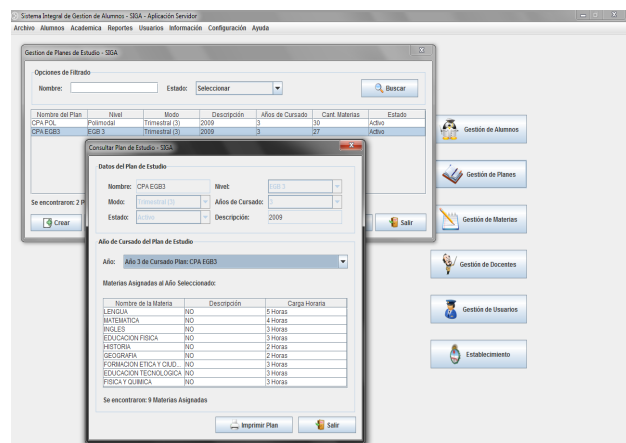 Sistema Integral de Gestion de Alumnos - SIGA - Aplicación Servidor
Archivo Alumnos Academica Reportes Usuarios Información Configuración Ayuda
Gestion de Planes de Estudio - SIGA
Opciones de Filtrado
Nombre: Estado: Seleccionar Buscar
Nombre del Plan Nivel Modo Descripción Años de Cursado Cant. Materias Estado
CPA POL Polimodal Trimestral (3) 2009 3 30 Activo
CPA EGB3 EGB 3 Trimestral (3) 2009 3 27 Activo
Se encontraron: 2 P
Crear
Salir
Consultar Plan de Estudio - SIGA
Datos del Plan de Estudio
Nombre: CPA EGB3 Nivel: EGB 3
Modo: Trimestral (3) Años de Cursado: 3
Estado: Activo Descripción: 2009
Año de Cursado del Plan de Estudio
Año: Año 3 de Cursado Plan: CPA EGB3
Materias Asignadas al Año Seleccionado:
Nombre de la Materia Descripción Carga Horaria
LENGUA NO 5 Horas
MATEMATICA NO 4 Horas
INGLES NO 3 Horas
EDUCACION FISICA NO 3 Horas
HISTORIA NO 2 Horas
GEOGRAFIA NO 2 Horas
FORMACION ETICA Y CIUD... NO 3 Horas
EDUCACION TECNOLOGICA NO 3 Horas
FISICA Y QUIMICA NO 3 Horas
Se encontraron: 9 Materias Asignadas
Imprimir Plan Salir
Gestión de Alumnos
Gestión de Planes
Gestión de Materias
Gestión de Docentes
Gestión de Usuarios
Establecimiento